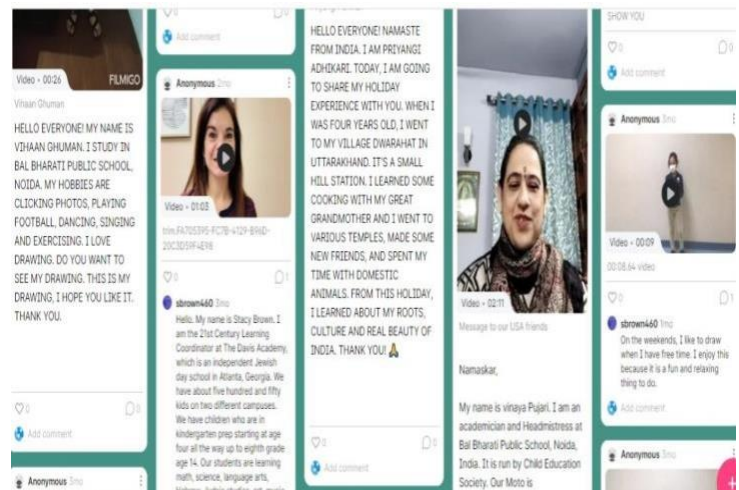 Video • 00:26
FILMIGO
Vihaan Ghuman
HELLO EVERYONE! MY NAME IS
VIHAAN GHUMAN. I STUDY IN
BAL BHARATI PUBLIC SCHOOL,
NOIDA. MY HOBBIES ARE
CLICKING PHOTOS, PLAYING
FOOTBALL, DANCING, SINGING
AND EXERCISING. I LOVE
DRAWING. DO YOU WANT TO
SEE MY DRAWING. THIS IS MY
DRAWING, I HOPE YOU LIKE IT.
THANK YOU.
0
0
Add comment
Anonymous 3mo
0
0
Add comment
Anonymous 2mo
Video • 01:03
0
1
sbrown460 3mo
Hello. My name is Stacy Brown. I
am the 21st Century Learning
Coordinator at The Davis Academy,
which is an independent Jewish
day school in Atlanta, Georgia. We
have about five hundred and fifty
kids on two different campuses.
We have children who are in
kindergarten prep starting at age
four all the way up to eighth grade
age 14. Our students are learning
math, science, language arts,
HELLO EVERYONE! NAMASTE
FROM INDIA. I AM PRIYANGI
ADHIKARI. TODAY, I AM GOING
TO SHARE MY HOLIDAY
EXPERIENCE WITH YOU. WHEN I
WAS FOUR YEARS OLD, I WENT
TO MY VILLAGE DWARAHAT IN
UTTARAKHAND. IT'S A SMALL
HILL STATION. I LEARNED SOME
COOKING WITH MY GREAT
GRANDMOTHER AND I WENT TO
VARIOUS TEMPLES, MADE SOME
NEW FRIENDS, AND SPENT MY
TIME WITH DOMESTIC
ANIMALS. FROM THIS HOLIDAY,
I LEARNED ABOUT MY ROOTS,
CULTURE AND REAL BEAUTY OF
INDIA. THANK YOU! 🙏
0
0
Add comment
Video • 02:11
Message to our USA friends
Namaskar,
My name is vinaya Pujari. I am an
academician and Headmistress at
Bal Bharati Public School, Noida,
India. It is run by Child Education
Society. Our Moto is
SHOW YOU
0
0
Add comment
Anonymous 3mo
Video • 00:09
00:08.64 video
0
1
sbrown460 1mo
On the weekends, I like to draw
when I have free time. I enjoy this
because it is a fun and relaxing
thing to do.
Add comment
Anonymous 3mo